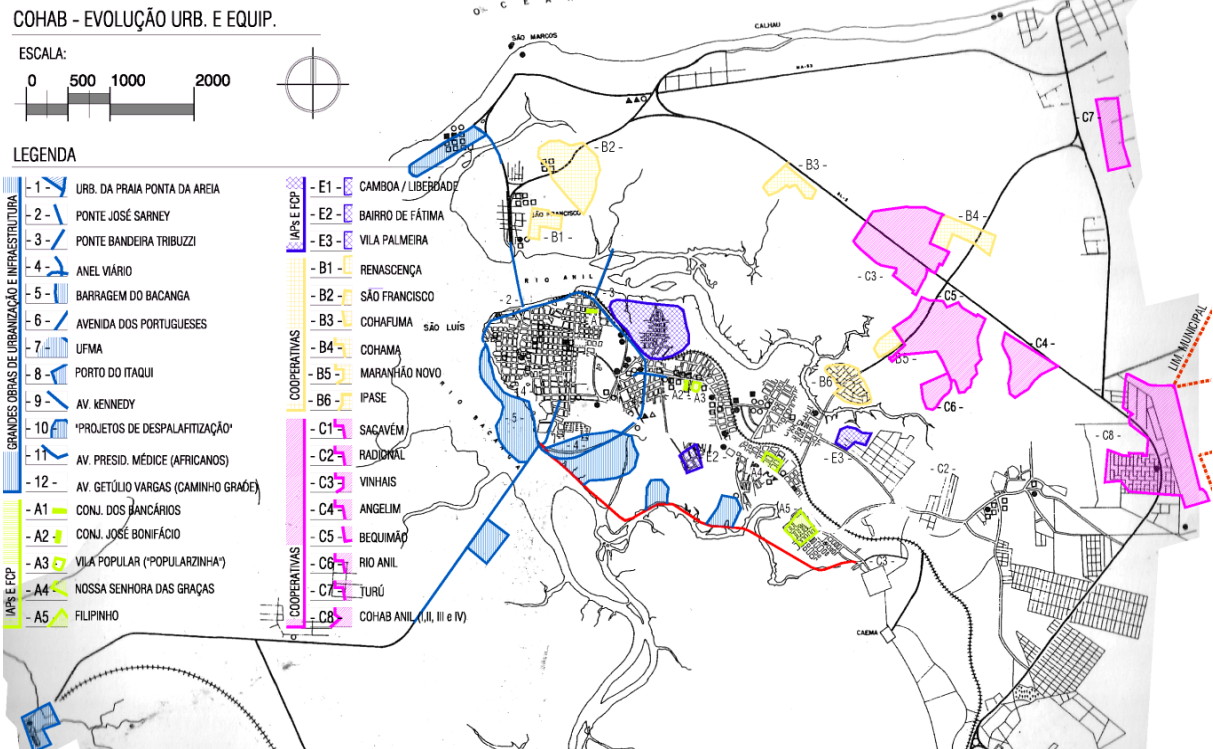 COHAB - EVOLUÇÃO URB. E EQUIP.
ESCALA:
0 500 1000 2000
LEGENDA
GRANDES OBRAS DE URBANIZAÇÃO E INFRAESTRUTURA
- 1 - URB. DA PRAIA PONTA DA AREIA
- 2 - PONTE JOSÉ SARNEY
- 3 - PONTE BANDEIRA TRIBUZZI
- 4 - ANEL VIÁRIO
- 5 - BARRAGEM DO BACANGA
- 6 - AVENIDA DOS PORTUGUESES
- 7 - UFMA
- 8 - PORTO DO ITAQUI
- 9 - AV. KENNEDY
- 10 - "PROJETOS DE DESPALAFITIZAÇÃO"
- 11 - AV. PRESID. MÉDICE (AFRICANOS)
- 12 - AV. GETÚLIO VARGAS (CAMINHO GRADE)
IAPs E FCP
- A1 - CONJ. DOS BANCÁRIOS
- A2 - CONJ. JOSÉ BONIFÁCIO
- A3 - VILA POPULAR ("POPULARZINHA")
- A4 - NOSSA SENHORA DAS GRAÇAS
- A5 FILIPINHO
IAPs E FCP
- E1 - CAMBOA / LIBERDADE
- E2 - BAIRRO DE FÁTIMA
- E3 - VILA PALMEIRA
COOPERATIVAS
- B1 - RENASCENÇA
- B2 - SÃO FRANCISCO
- B3 - COHAFUMA
- B4 - COHAMA
- B5 - MARANHÃO NOVO
- B6 - IPASE
COOPERATIVAS
- C1 - SACAVÉM
- C2 - RADIONAL
- C3 - VINHAIS
- C4 - ANGELIM
- C5 - BEQUIMÃO
- C6 - RIO ANIL
- C7 - TURÚ
- C8 - COHAB ANIL (I,II, III e IV)
SÃO MARCOS
CALHAU
- C7 -
- B2 -
- B3 -
SÃO FRANCISCO
- B1 -
- B4 -
- C3 -
RIO ANIL
- 2 -
- 3 -
- C5 -
SÃO LUÍS
LIM. MUNICIPAL
- C4 -
- B5 -
B6 -
A2 -
A3 -
- C6 -
- 5 -
- 4 -
E2 -
- E3 -
- C2 -
- C8 -
A4
A5 -
CAEMA